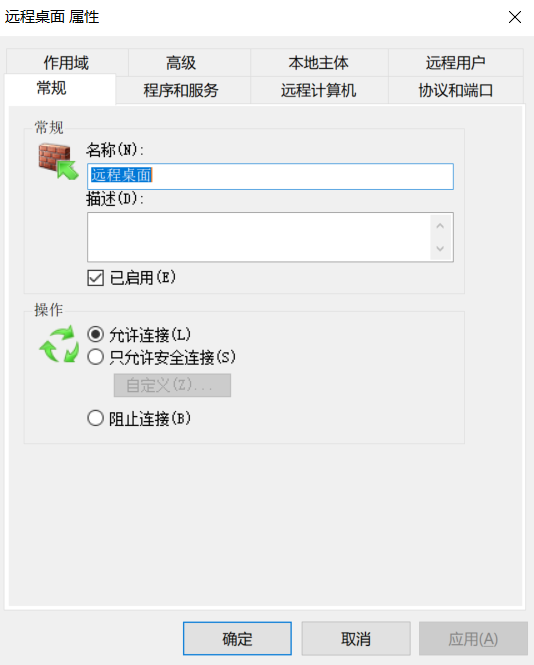 远程桌面 属性
作用域 高级 本地主体 远程用户
常规 程序和服务 远程计算机 协议和端口
常规
名称(N):
远程桌面
描述(D):
已启用(E)
操作
允许连接(L)
只允许安全连接(S)
自定义(Z)...
阻止连接(B)
确定 取消 应用(A)